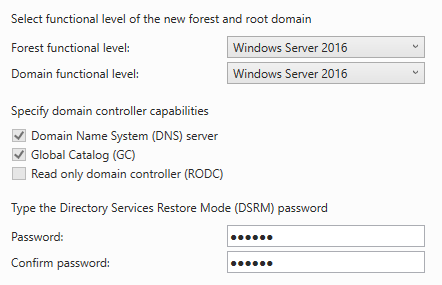 Select functional level of the new forest and root domain
Forest functional level: Windows Server 2016
Domain functional level: Windows Server 2016
Specify domain controller capabilities
Domain Name System (DNS) server
Global Catalog (GC)
Read only domain controller (RODC)
Type the Directory Services Restore Mode (DSRM) password
Password: ●●●●●●
Confirm password: ●●●●●●